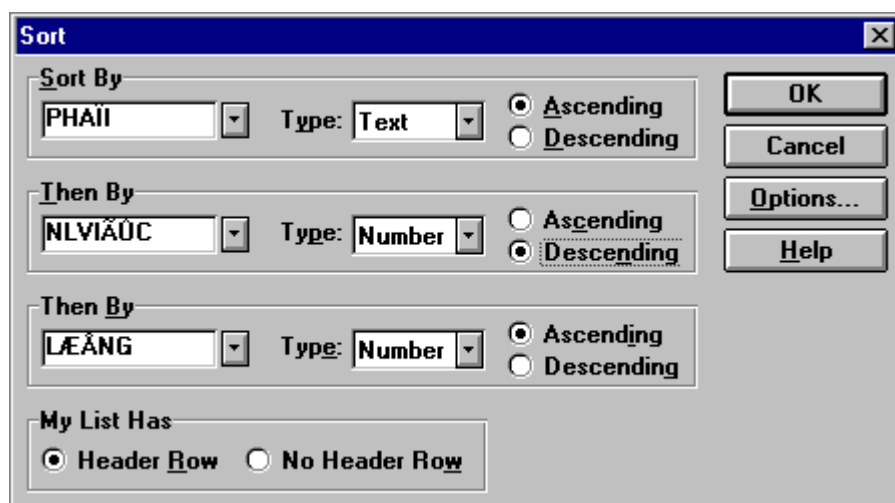 Sort
Sort By
PHAÏI
Type: Text
Ascending
Descending
OK
Cancel
Options...
Help
Then By
NLVIÃÛC
Type: Number
Ascending
Descending
Then By
LÆÂNG
Type: Number
Ascending
Descending
My List Has
Header Row
No Header Row